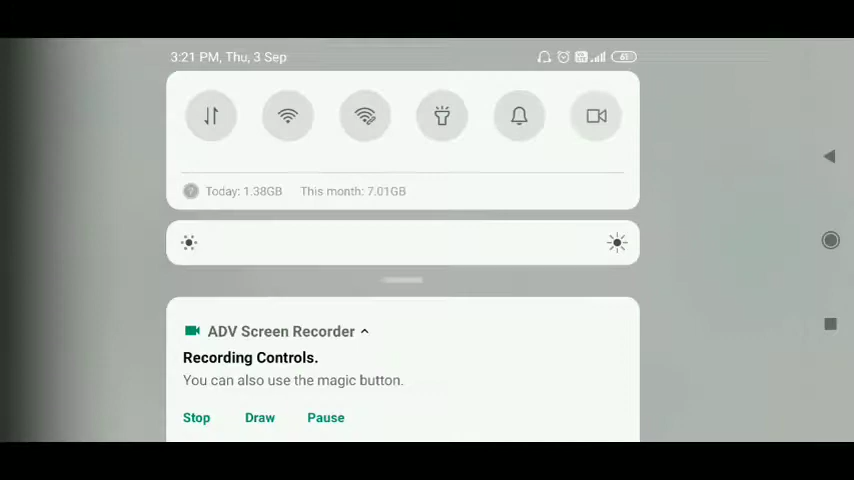 3:21 PM, Thu, 3 Sep
61
Today: 1.38GB This month: 7.01GB
ADV Screen Recorder
Recording Controls.
You can also use the magic button.
Stop Draw Pause